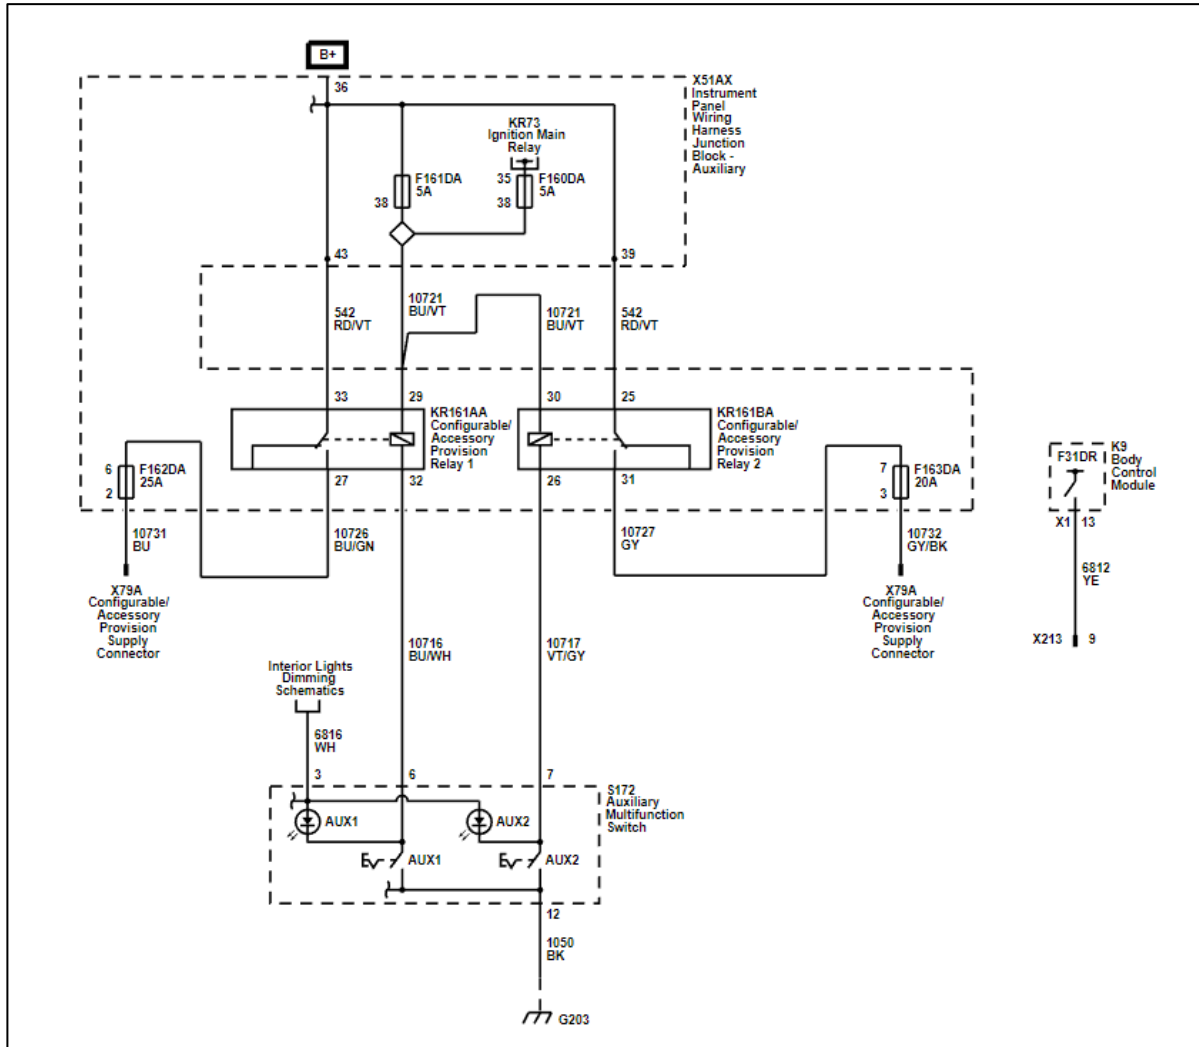 B+
36
X51AX
Instrument
Panel
Wiring
Harness
Junction
Block -
Auxiliary
KR73
Ignition Main
Relay
F161DA
5A
38
35
F160DA
5A
38
43
39
542
RD/VT
10721
BU/VT
10721
BU/VT
542
RD/VT
33
29
30
25
KR161AA
Configurable/
Accessory
Provision
Relay 1
KR161BA
Configurable/
Accessory
Provision
Relay 2
6
F162DA
25A
2
27
32
26
31
7
F163DA
20A
3
F31DR
K9
Body
Control
Module
X1
13
10731
BU
10726
BU/GN
10727
GY
10732
GY/BK
6812
YE
X79A
Configurable/
Accessory
Provision
Supply
Connector
X79A
Configurable/
Accessory
Provision
Supply
Connector
X213
9
10716
BU/WH
10717
VT/GY
Interior Lights
Dimming
Schematics
6816
WH
3
6
7
S172
Auxiliary
Multifunction
Switch
AUX1
AUX2
AUX1
AUX2
12
1050
BK
G203